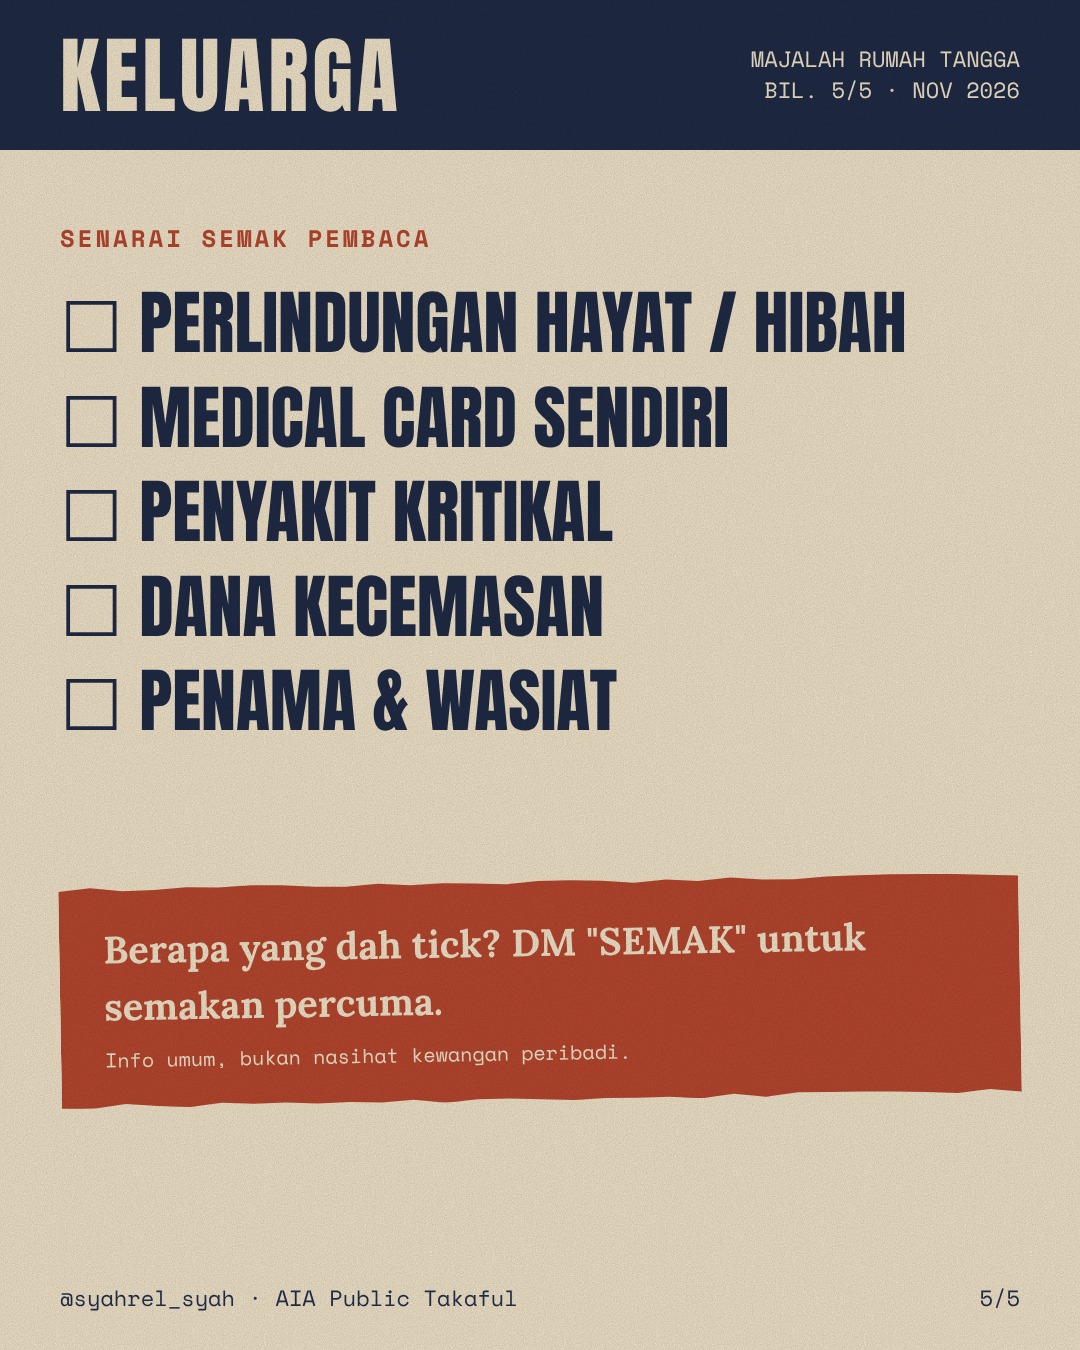 KELUARGA
MAJALAH RUMAH TANGGA
BIL. 5/5 · NOV 2026
SENARAI SEMAK PEMBACA
☐ PERLINDUNGAN HAYAT / HIBAH
☐ MEDICAL CARD SENDIRI
☐ PENYAKIT KRITIKAL
☐ DANA KECEMASAN
☐ PENAMA & WASIAT
Berapa yang dah tick? DM "SEMAK" untuk
semakan percuma.
Info umum, bukan nasihat kewangan peribadi.
@syahrel_syah · AIA Public Takaful
5/5